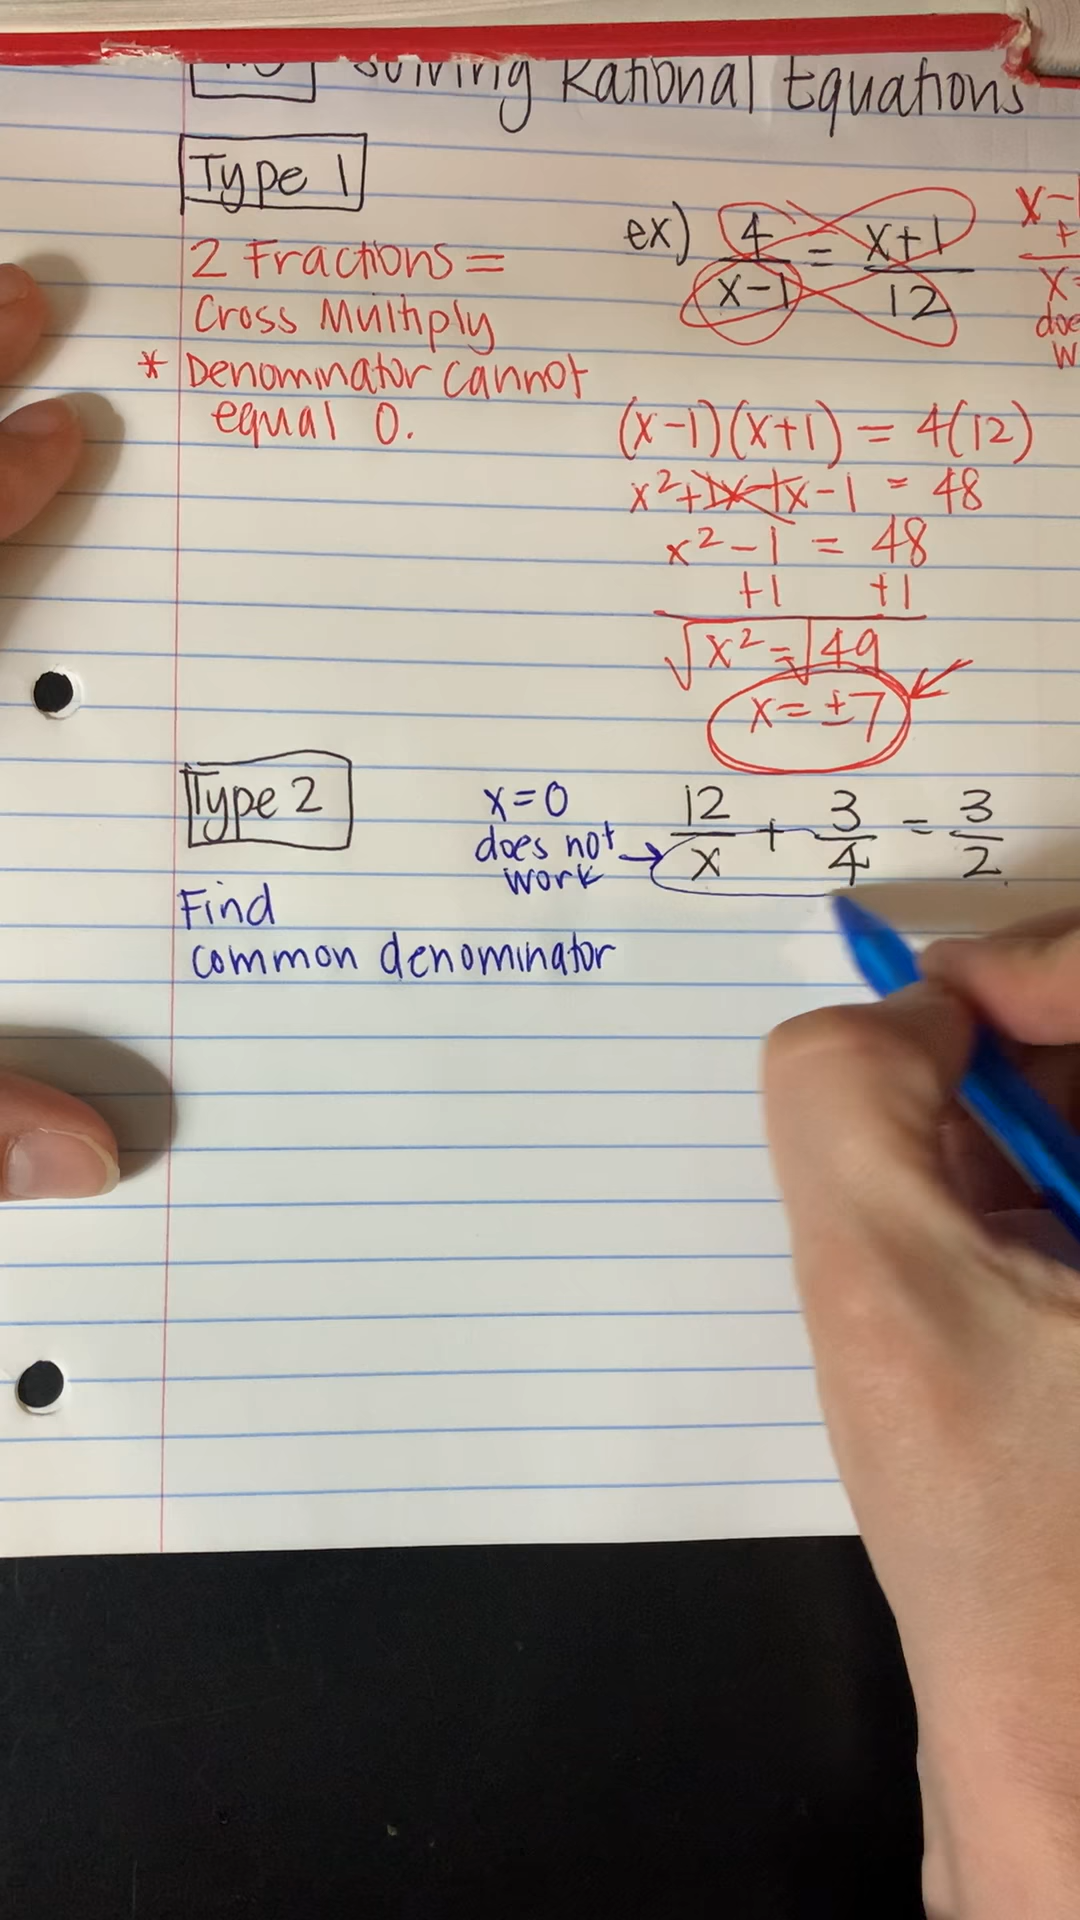 Solving Rational Equations
Type 1
2 Fractions =
Cross Multiply
* Denominator cannot
equal 0.
ex) 4/(x-1) = (x+1)/12
x-1
+
x=
does
w
(x-1)(x+1) = 4(12)
x²+1x-1x-1 = 48
x²-1 = 48
+1 +1
√x² = √49
x = ±7
Type 2
x=0
does not
work
12/x + 3/4 = 3/2
Find
common denominator